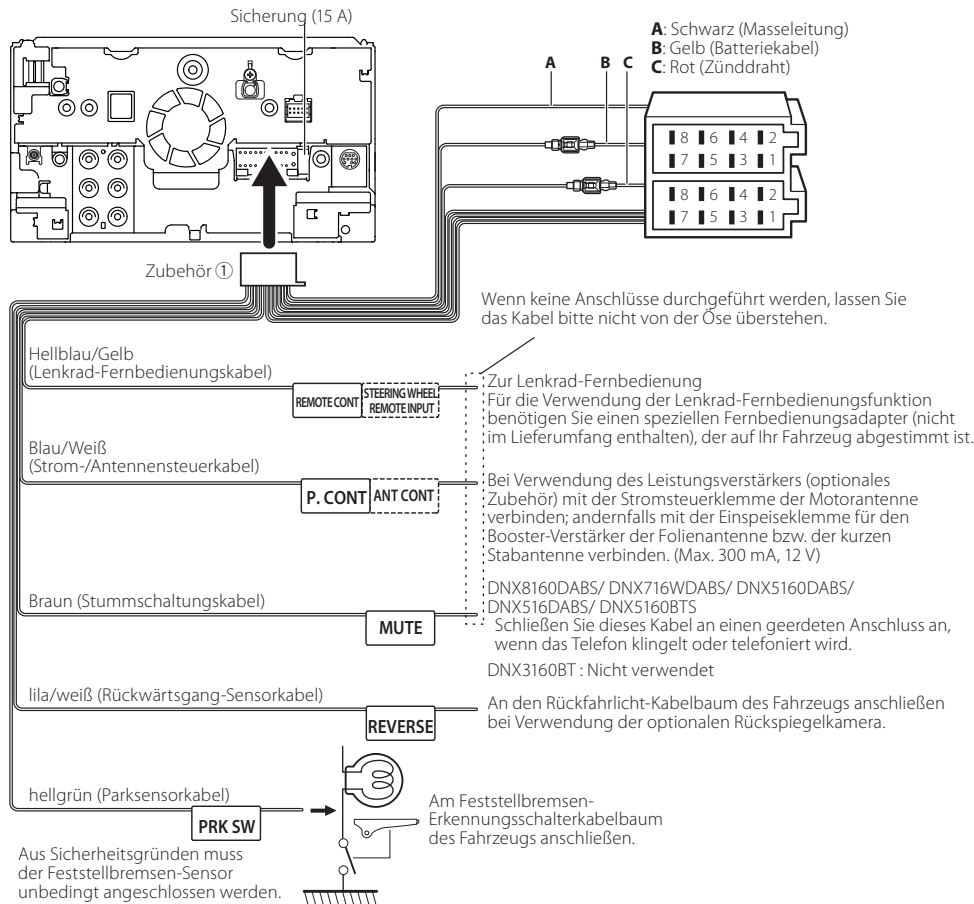 Sicherung (15 A)
A: Schwarz (Masseleitung)
B: Gelb (Batteriekabel)
C: Rot (Zünddraht)
A B C
8 6 4 2
7 5 3 1
8 6 4 2
7 5 3 1
Zubehör ①
Wenn keine Anschlüsse durchgeführt werden, lassen Sie
das Kabel bitte nicht von der Öse überstehen.
Hellblau/Gelb
(Lenkrad-Fernbedienungskabel)
REMOTE CONT
STEERING WHEEL
REMOTE INPUT
Zur Lenkrad-Fernbedienung
Für die Verwendung der Lenkrad-Fernbedienungsfunktion
benötigen Sie einen speziellen Fernbedienungsadapter (nicht
im Lieferumfang enthalten), der auf Ihr Fahrzeug abgestimmt ist.
Blau/Weiß
(Strom-/Antennensteuerkabel)
P. CONT ANT CONT
Bei Verwendung des Leistungsverstärkers (optionales
Zubehör) mit der Stromsteuerklemme der Motorantenne
verbinden; andernfalls mit der Einspeiseklemme für den
Booster-Verstärker der Folienantenne bzw. der kurzen
Stabantenne verbinden. (Max. 300 mA, 12 V)
Braun (Stummschaltungskabel)
MUTE
DNX8160DABS/ DNX716WDABS/ DNX5160DABS/
DNX516DABS/ DNX5160BTS
Schließen Sie dieses Kabel an einen geerdeten Anschluss an,
wenn das Telefon klingelt oder telefoniert wird.
DNX3160BT : Nicht verwendet
lila/weiß (Rückwärtsgang-Sensorkabel)
REVERSE
An den Rückfahrlicht-Kabelbaum des Fahrzeugs anschließen
bei Verwendung der optionalen Rückspiegelkamera.
hellgrün (Parksensorkabel)
PRK SW
Am Feststellbremsen-
Erkennungsschalterkabelbaum
des Fahrzeugs anschließen.
Aus Sicherheitsgründen muss
der Feststellbremsen-Sensor
unbedingt angeschlossen werden.